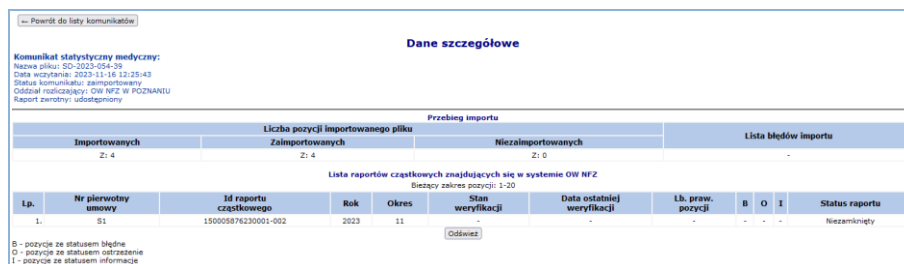 ← Powrót do listy komunikatów
Dane szczegółowe
Komunikat statystyczny medyczny:
Nazwa pliku: SD-2023-054-39
Data wczytania: 2023-11-16 12:25:43
Status komunikatu: zaimportowany
Oddział rozliczający: OW NFZ W POZNANIU
Raport zwrotny: udostępniony
Przebieg importu
Liczba pozycji importowanego pliku Lista błędów importu
Importowanych Zaimportowanych Niezaimportowanych
Z: 4 Z: 4 Z: 0 -
Lista raportów cząstkowych znajdujących się w systemie OW NFZ
Bieżący zakres pozycji: 1-20
Lp. Nr pierwotny umowy Id raportu cząstkowego Rok Okres Stan weryfikacji Data ostatniej weryfikacji Lb. praw. pozycji B O I Status raportu
1. S1 150005876230001-002 2023 11 - - - - - - Niezamknięty
Odśwież
B - pozycje ze statusem błędne
O - pozycje ze statusem ostrzeżenie
I - pozycje ze statusem informacje